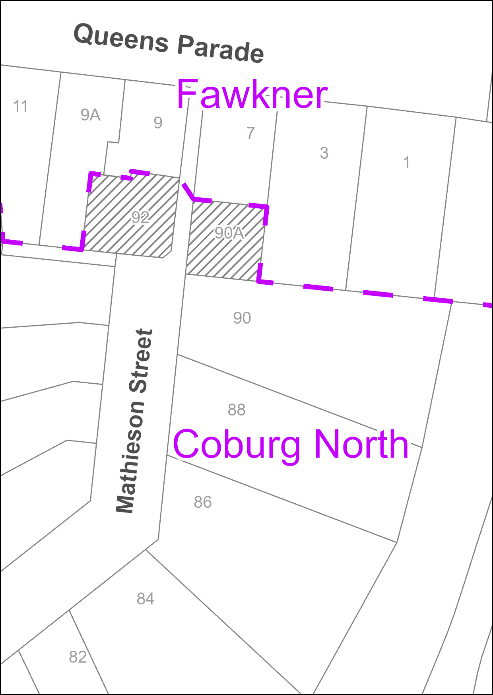 Queens Parade
Fawkner
11
9A
9
7
3
1
92
90A
90
Mathieson Street
88
Coburg North
86
84
82